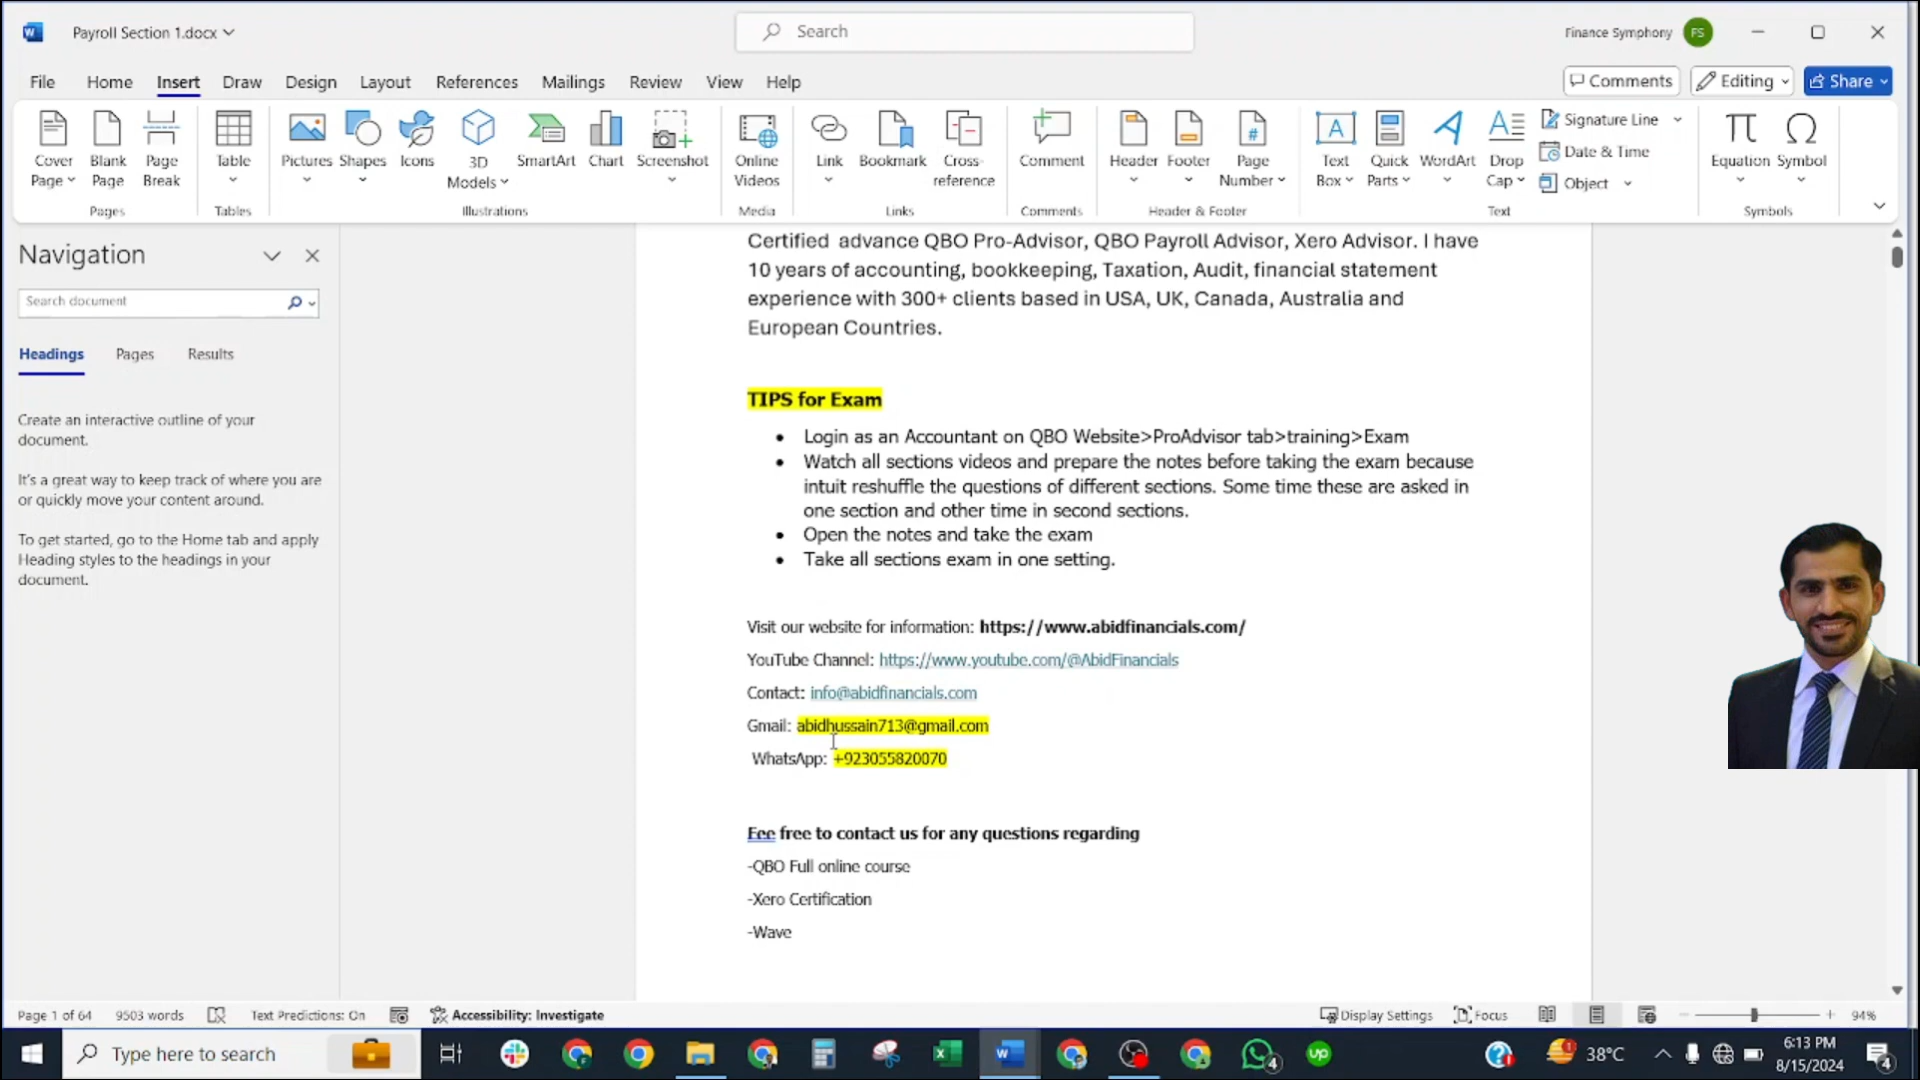 Payroll Section 1.docx
Search
Finance Symphony
FS
File
Home
Insert
Draw
Design
Layout
References
Mailings
Review
View
Help
Comments
Editing
Share
Cover Page
Blank Page
Page Break
Table
Pictures
Shapes
Icons
3D Models
SmartArt
Chart
Screenshot
Online Videos
Link
Bookmark
Cross-reference
Comment
Header
Footer
Page Number
Text Box
Quick Parts
WordArt
Drop Cap
Signature Line
Date & Time
Object
Equation
Symbol
Pages
Tables
Illustrations
Media
Links
Comments
Header & Footer
Text
Symbols
Navigation
Search document
Headings
Pages
Results
Create an interactive outline of your
document.
It's a great way to keep track of where you are
or quickly move your content around.
To get started, go to the Home tab and apply
Heading styles to the headings in your
document.
Certified advance QBO Pro-Advisor, QBO Payroll Advisor, Xero Advisor. I have
10 years of accounting, bookkeeping, Taxation, Audit, financial statement
experience with 300+ clients based in USA, UK, Canada, Australia and
European Countries.
TIPS for Exam
• Login as an Accountant on QBO Website>ProAdvisor tab>training>Exam
• Watch all sections videos and prepare the notes before taking the exam because
intuit reshuffle the questions of different sections. Some time these are asked in
one section and other time in second sections.
• Open the notes and take the exam
• Take all sections exam in one setting.
Visit our website for information: https://www.abidfinancials.com/
YouTube Channel: https://www.youtube.com/@AbidFinancials
Contact: info@abidfinancials.com
Gmail: abidhussain713@gmail.com
WhatsApp: +923055820070
Fee free to contact us for any questions regarding
-QBO Full online course
-Xero Certification
-Wave
Page 1 of 64
9503 words
Text Predictions: On
Accessibility: Investigate
Display Settings
Focus
94%
Type here to search
38°C
6:13 PM
8/15/2024
4
4